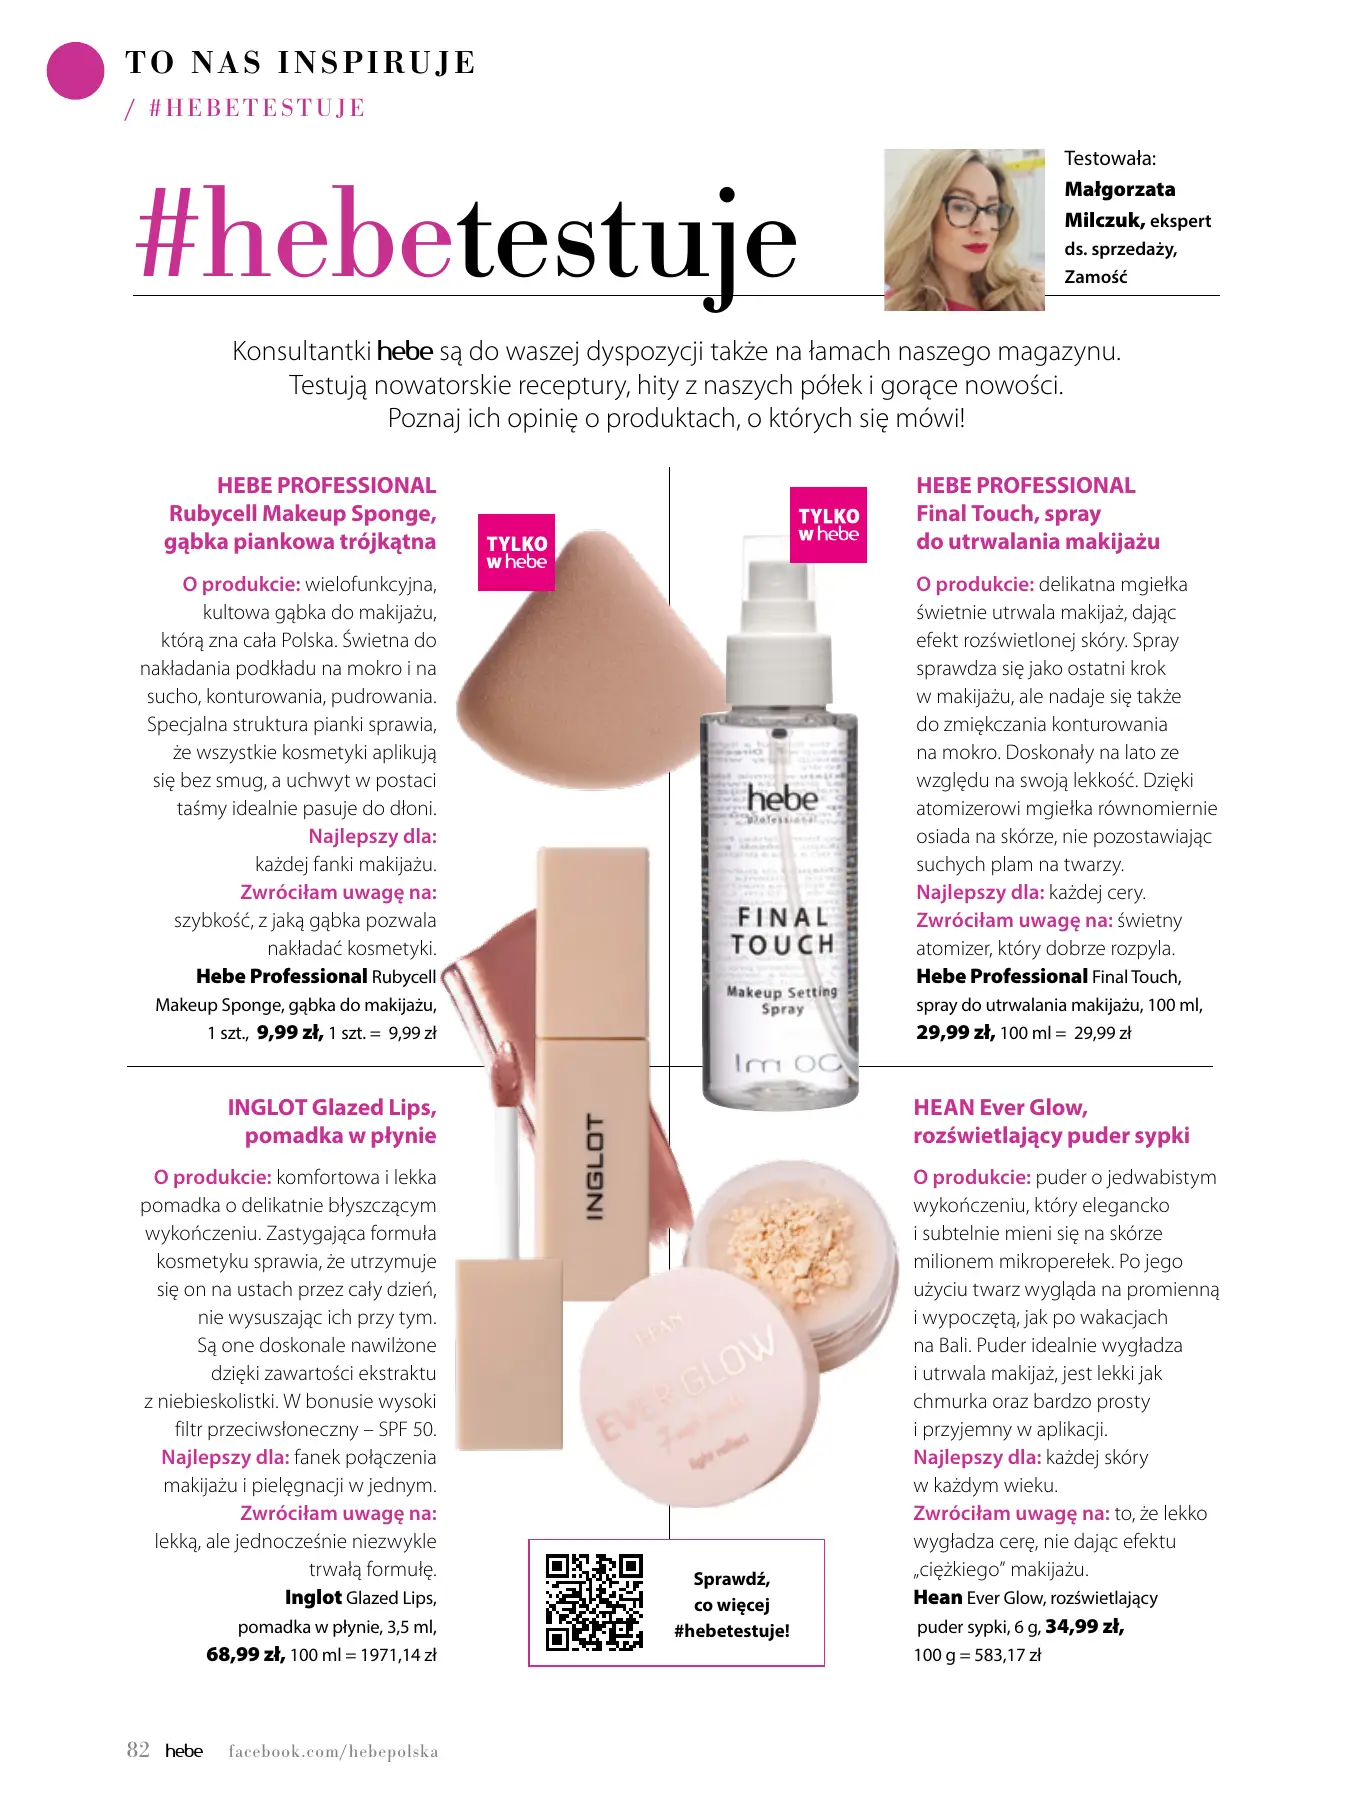 TO NAS INSPIRUJE
/ #HEBETESTUJE
#hebetestuje
Testowała:
Małgorzata
Milczuk, ekspert
ds. sprzedaży,
Zamość
Konsultantki hebe są do waszej dyspozycji także na łamach naszego magazynu.
Testują nowatorskie receptury, hity z naszych półek i gorące nowości.
Poznaj ich opinię o produktach, o których się mówi!
HEBE PROFESSIONAL
Rubycell Makeup Sponge,
gąbka piankowa trójkątna
O produkcie: wielofunkcyjna,
kultowa gąbka do makijażu,
którą zna cała Polska. Świetna do
nakładania podkładu na mokro i na
sucho, konturowania, pudrowania.
Specjalna struktura pianki sprawia,
że wszystkie kosmetyki aplikują
się bez smug, a uchwyt w postaci
taśmy idealnie pasuje do dłoni.
Najlepszy dla:
każdej fanki makijażu.
Zwróciłam uwagę na:
szybkość, z jaką gąbka pozwala
nakładać kosmetyki.
Hebe Professional Rubycell
Makeup Sponge, gąbka do makijażu,
1 szt., 9,99 zł, 1 szt. = 9,99 zł
TYLKO
w hebe
TYLKO
w hebe
hebe
professional
FINAL
TOUCH
Makeup Setting
Spray
HEBE PROFESSIONAL
Final Touch, spray
do utrwalania makijażu
O produkcie: delikatna mgiełka
świetnie utrwala makijaż, dając
efekt rozświetlonej skóry. Spray
sprawdza się jako ostatni krok
w makijażu, ale nadaje się także
do zmiękczania konturowania
na mokro. Doskonały na lato ze
względu na swoją lekkość. Dzięki
atomizerowi mgiełka równomiernie
osiada na skórze, nie pozostawiając
suchych plam na twarzy.
Najlepszy dla: każdej cery.
Zwróciłam uwagę na: świetny
atomizer, który dobrze rozpyla.
Hebe Professional Final Touch,
spray do utrwalania makijażu, 100 ml,
29,99 zł, 100 ml = 29,99 zł
INGLOT Glazed Lips,
pomadka w płynie
O produkcie: komfortowa i lekka
pomadka o delikatnie błyszczącym
wykończeniu. Zastygająca formuła
kosmetyku sprawia, że utrzymuje
się on na ustach przez cały dzień,
nie wysuszając ich przy tym.
Są one doskonale nawilżone
dzięki zawartości ekstraktu
z niebieskolistki. W bonusie wysoki
filtr przeciwsłoneczny – SPF 50.
Najlepszy dla: fanek połączenia
makijażu i pielęgnacji w jednym.
Zwróciłam uwagę na:
lekką, ale jednocześnie niezwykle
trwałą formułę.
Inglot Glazed Lips,
pomadka w płynie, 3,5 ml,
68,99 zł, 100 ml = 1971,14 zł
INGLOT
HEAN
EVER GLOW
light reflect
HEAN Ever Glow,
rozświetlający puder sypki
O produkcie: puder o jedwabistym
wykończeniu, który elegancko
i subtelnie mieni się na skórze
milionem mikroperełek. Po jego
użyciu twarz wygląda na promienną
i wypoczętą, jak po wakacjach
na Bali. Puder idealnie wygładza
i utrwala makijaż, jest lekki jak
chmurka oraz bardzo prosty
i przyjemny w aplikacji.
Najlepszy dla: każdej skóry
w każdym wieku.
Zwróciłam uwagę na: to, że lekko
wygładza cerę, nie dając efektu
„ciężkiego” makijażu.
Hean Ever Glow, rozświetlający
puder sypki, 6 g, 34,99 zł,
100 g = 583,17 zł
Sprawdź,
co więcej
#hebetestuje!
82 hebe facebook.com/hebepolska